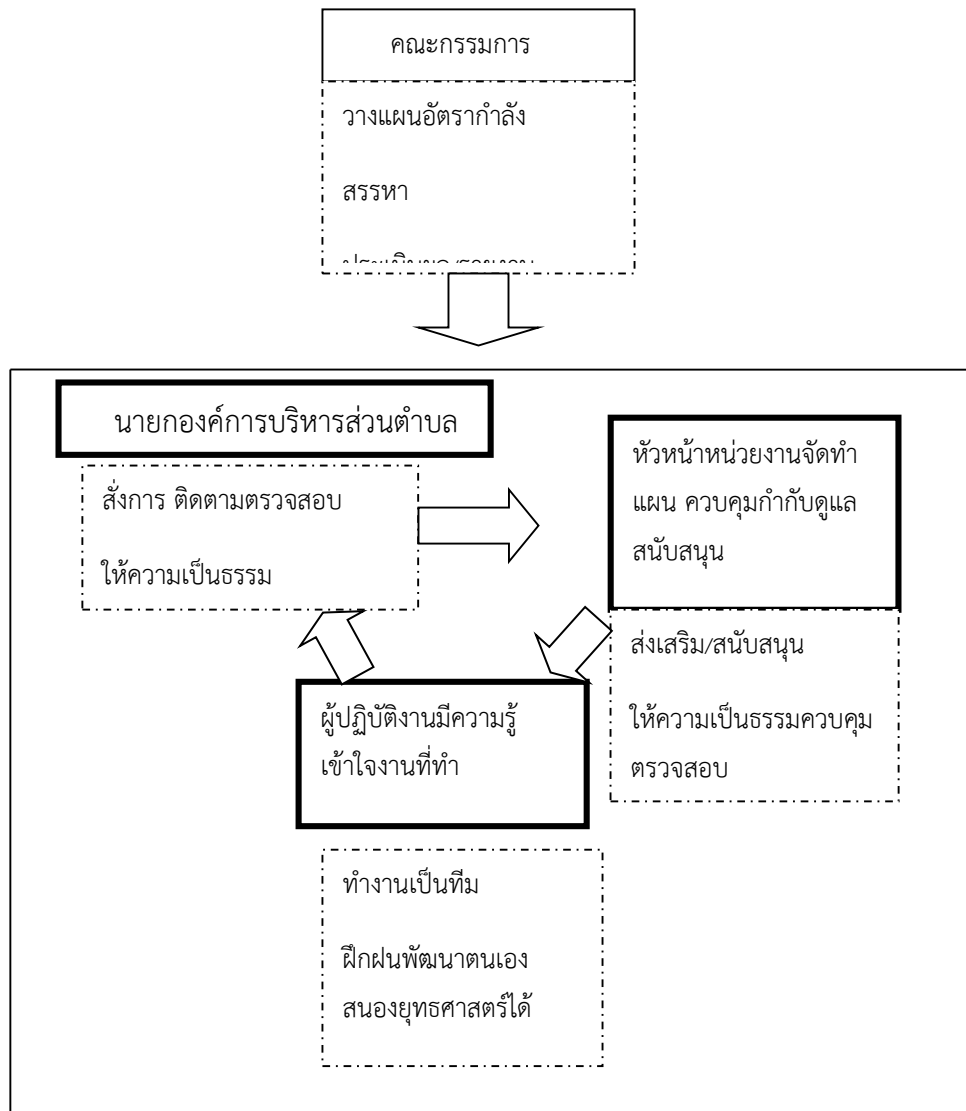 คณะกรรมการ
วางแผนอัตรากำลัง
สรรหา
นายกองค์การบริหารส่วนตำบล
สั่งการ ติดตามตรวจสอบ
ให้ความเป็นธรรม
หัวหน้าหน่วยงานจัดทำ
แผน ควบคุมกำกับดูแล
สนับสนุน
ส่งเสริม/สนับสนุน
ให้ความเป็นธรรมควบคุม
ตรวจสอบ
ผู้ปฏิบัติงานมีความรู้
เข้าใจงานที่ทำ
ทำงานเป็นทีม
ฝึกฝนพัฒนาตนเอง
สนองยุทธศาสตร์ได้